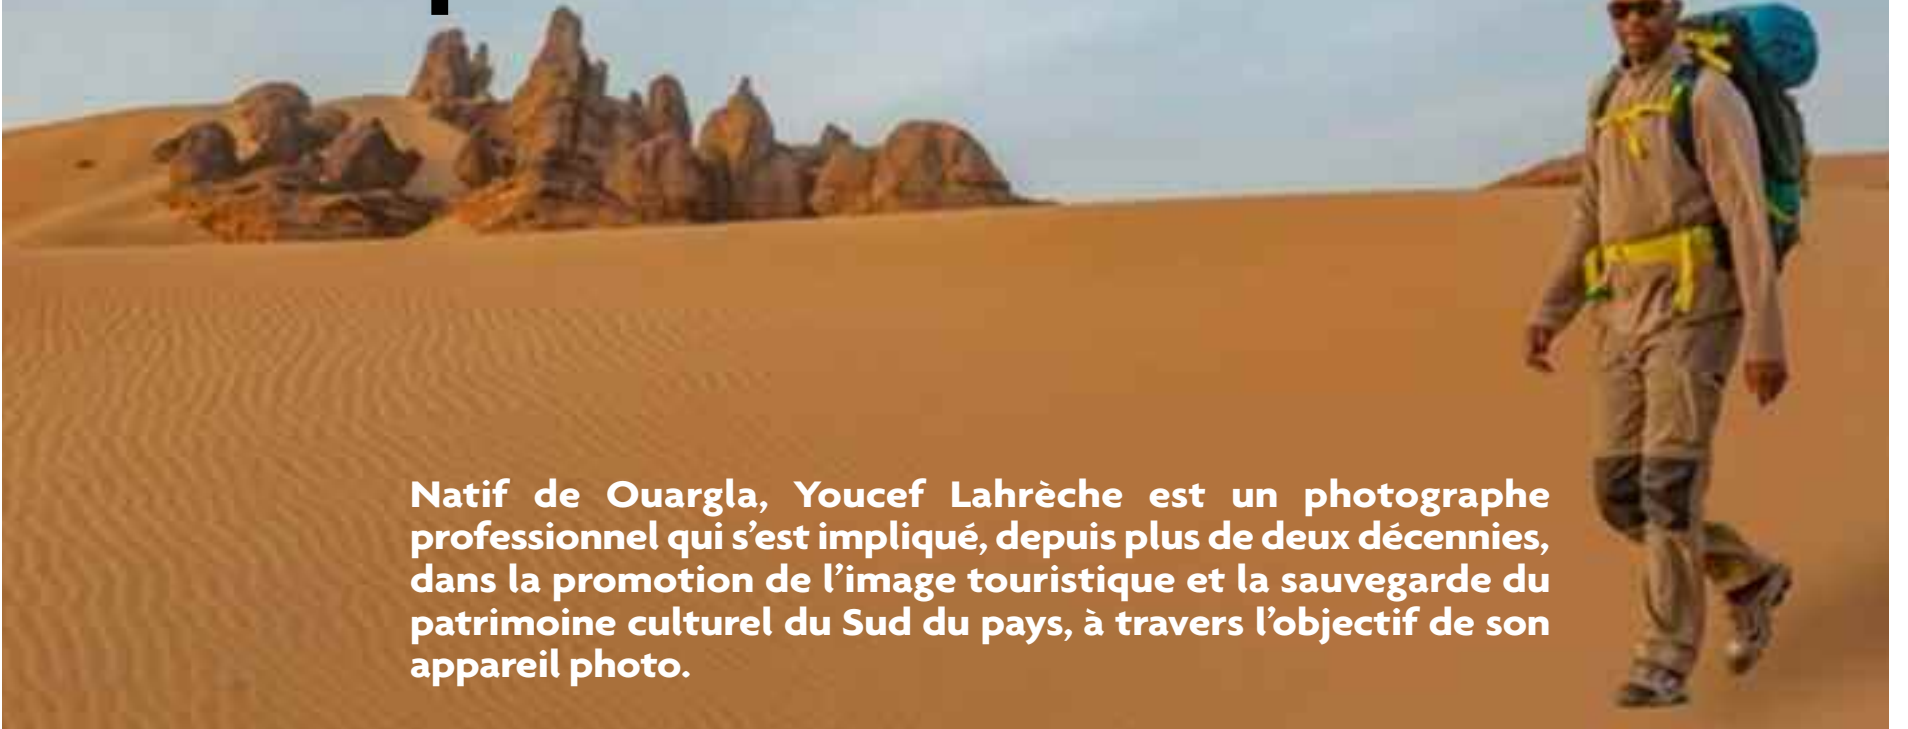 Natif de Ouargla, Youcef Lahrèche est un photographe
professionnel qui s’est impliqué, depuis plus de deux décennies,
dans la promotion de l’image touristique et la sauvegarde du
patrimoine culturel du Sud du pays, à travers l’objectif de son
appareil photo.